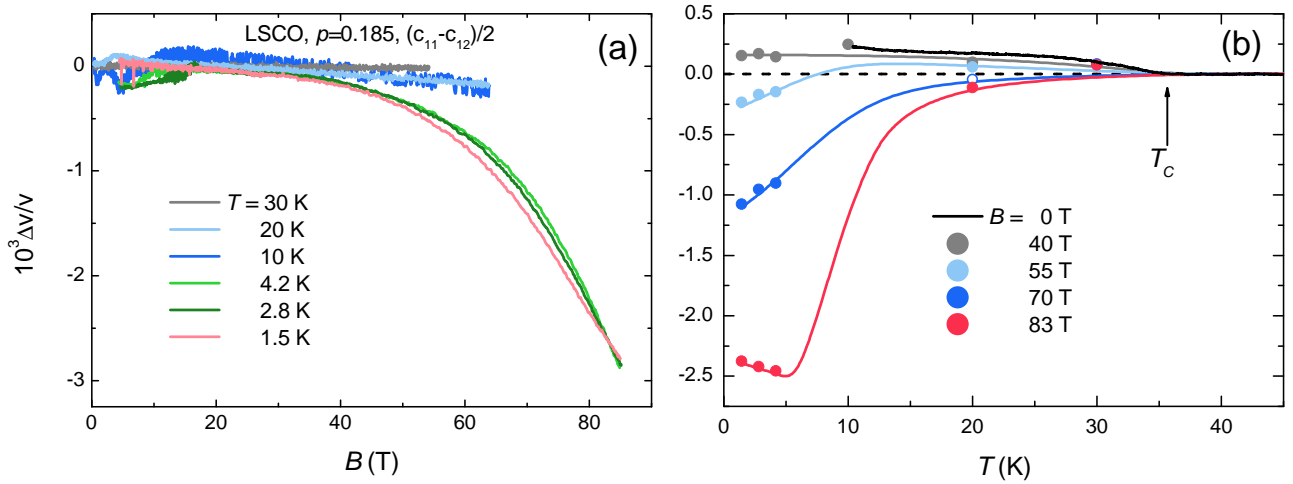 LSCO, p=0.185, (c11-c12)/2
(a)
10³Δv/v
0
-1
-2
-3
T = 30 K
20 K
10 K
4.2 K
2.8 K
1.5 K
0 20 40 60 80
B (T)
(b)
0.5
0.0
-0.5
-1.0
-1.5
-2.0
-2.5
TC
B = 0 T
40 T
55 T
70 T
83 T
0 10 20 30 40
T (K)